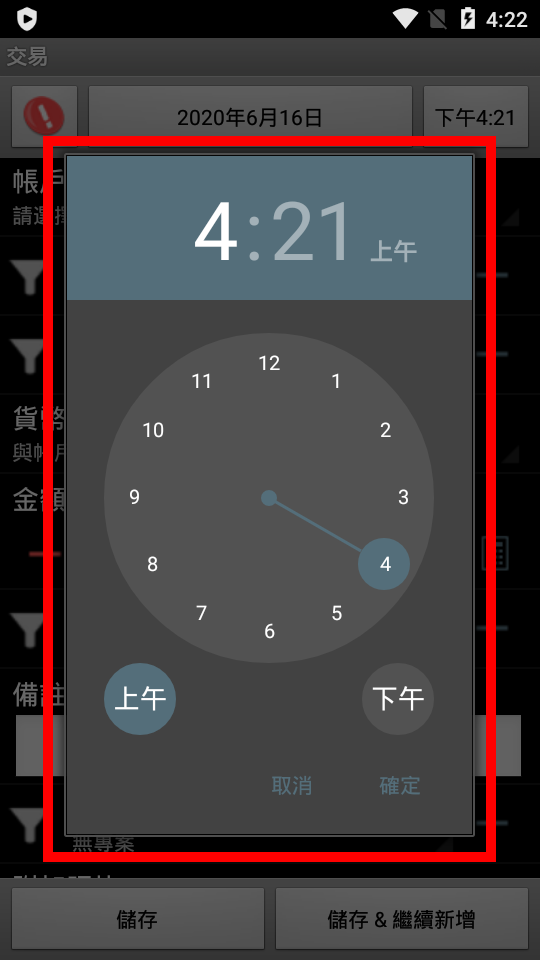 4:22
交易
2020年6月16日
下午4:21
帳戶
請選擇
4:21 上午
12
11
1
10
2
9
3
8
4
7
5
6
貨幣
與帳戶
金額
上午
下午
備註
取消
確定
無專案
儲存
儲存 & 繼續新增